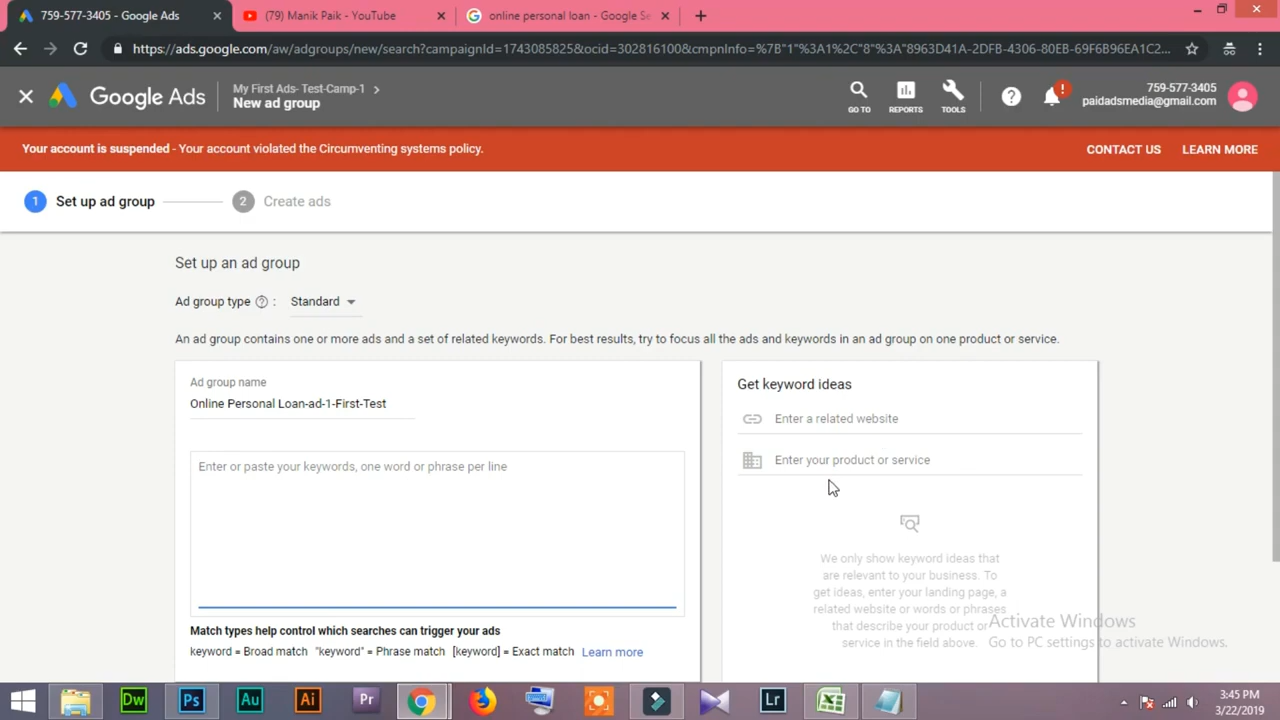 759-577-3405 - Google Ads
(79) Manik Paik - YouTube
online personal loan - Google Se
https://ads.google.com/aw/adgroups/new/search?campaignId=1743085825&ocid=302816100&cmpnInfo=%7B"1"%3A1%2C"8"%3A"8963D41A-2DFB-4306-80EB-69F6B96EA1C2...
Google Ads
My First Ads- Test-Camp-1
New ad group
GO TO
REPORTS
TOOLS
759-577-3405
paidadsmedia@gmail.com
Your account is suspended - Your account violated the Circumventing systems policy.
CONTACT US
LEARN MORE
1 Set up ad group
2 Create ads
Set up an ad group
Ad group type ? : Standard
An ad group contains one or more ads and a set of related keywords. For best results, try to focus all the ads and keywords in an ad group on one product or service.
Ad group name
Online Personal Loan-ad-1-First-Test
Enter or paste your keywords, one word or phrase per line
Match types help control which searches can trigger your ads
keyword = Broad match "keyword" = Phrase match [keyword] = Exact match Learn more
Get keyword ideas
Enter a related website
Enter your product or service
We only show keyword ideas that
are relevant to your business. To
get ideas, enter your landing page, a
related website or words or phrases
that describe your product or
service in the field above.
Activate Windows
Go to PC settings to activate Windows.
Dw
Ps
Au
Ai
Pr
Lr
3:45 PM
3/22/2019